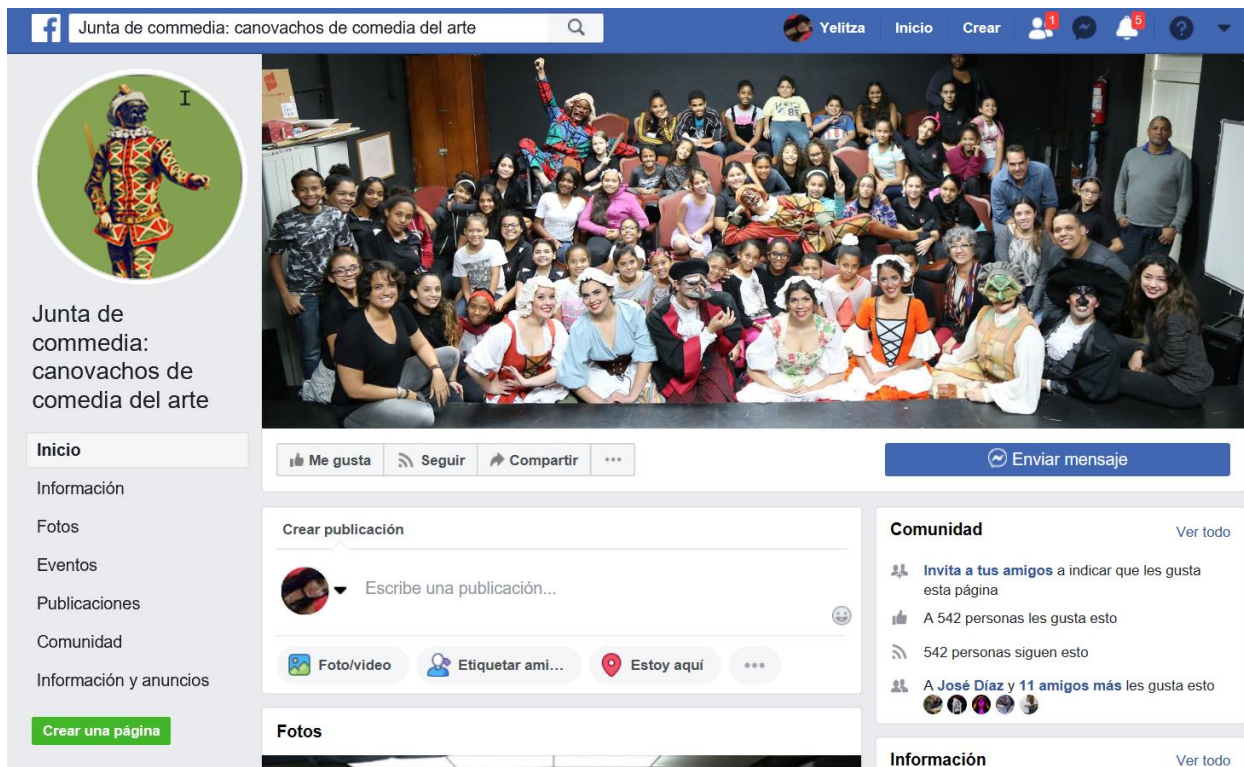 Junta de commedia: canovachos de comedia del arte
Yelitza
Inicio
Crear
1
5
I
Junta de
commedia:
canovachos de
comedia del arte
Inicio
Información
Fotos
Eventos
Publicaciones
Comunidad
Información y anuncios
Crear una página
85
Me gusta
Seguir
Compartir
Enviar mensaje
Crear publicación
Escribe una publicación...
Foto/video
Etiquetar ami...
Estoy aquí
Fotos
Comunidad
Ver todo
Invita a tus amigos a indicar que les gusta
esta página
A 542 personas les gusta esto
542 personas siguen esto
A José Díaz y 11 amigos más les gusta esto
Información
Ver todo